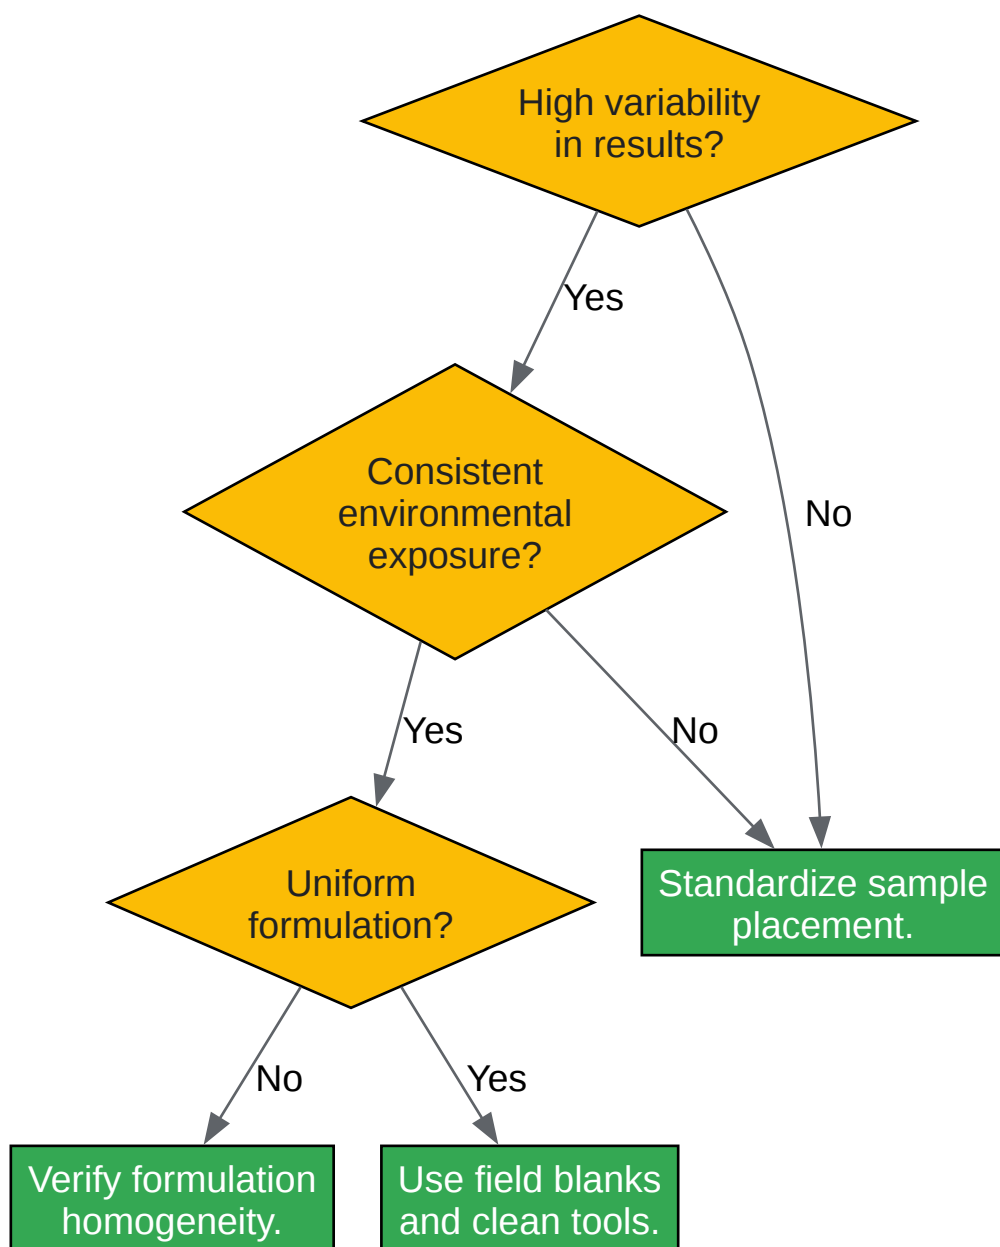 High variability
in results?
Yes
No
Consistent
environmental
exposure?
Yes
No
Uniform
formulation?
Standardize sample
placement.
No
Yes
Verify formulation
homogeneity.
Use field blanks
and clean tools.